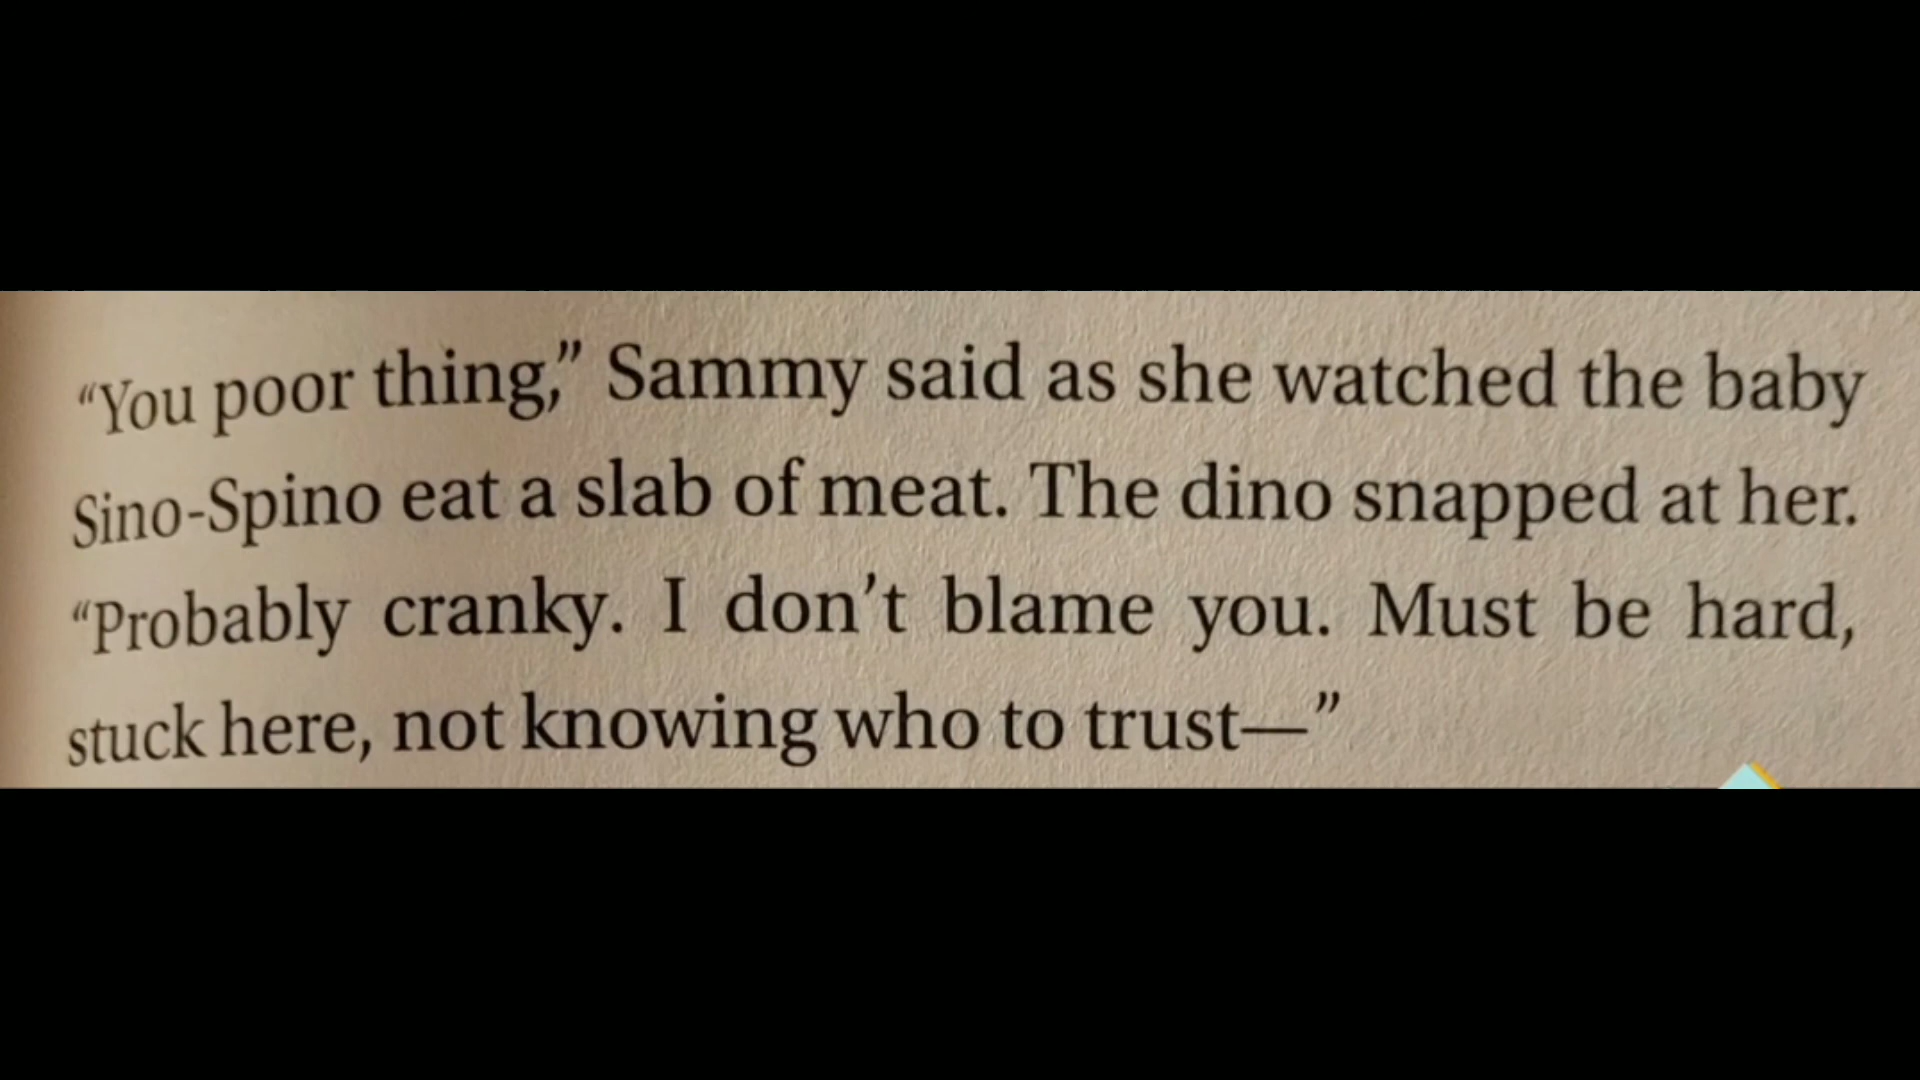 “You poor thing,” Sammy said as she watched the baby
Sino-Spino eat a slab of meat. The dino snapped at her.
“Probably cranky. I don’t blame you. Must be hard,
stuck here, not knowing who to trust—”